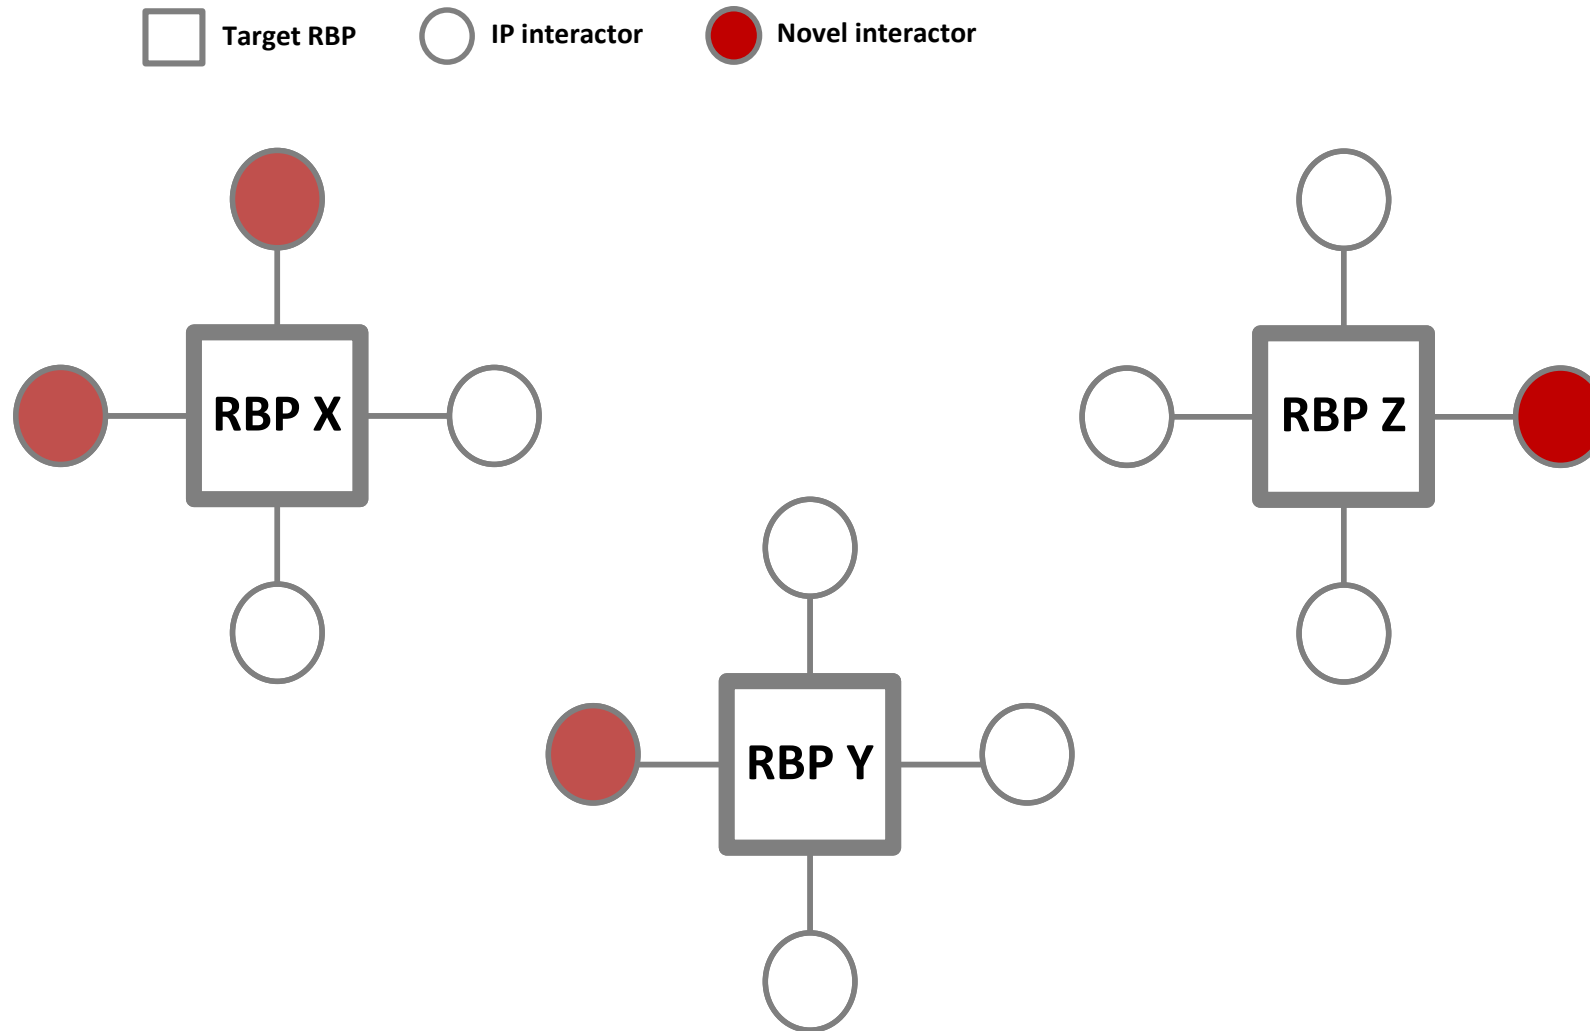 Target RBP
IP interactor
Novel interactor
RBP X
RBP Z
RBP Y